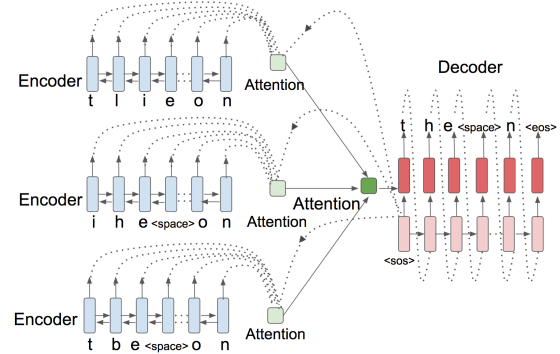 Encoder
t l i e o n
Attention
Encoder
i h e <space> o n
Attention
Encoder
t b e <space> o n
Attention
Attention
Decoder
t h e <space> n <eos>
<sos>